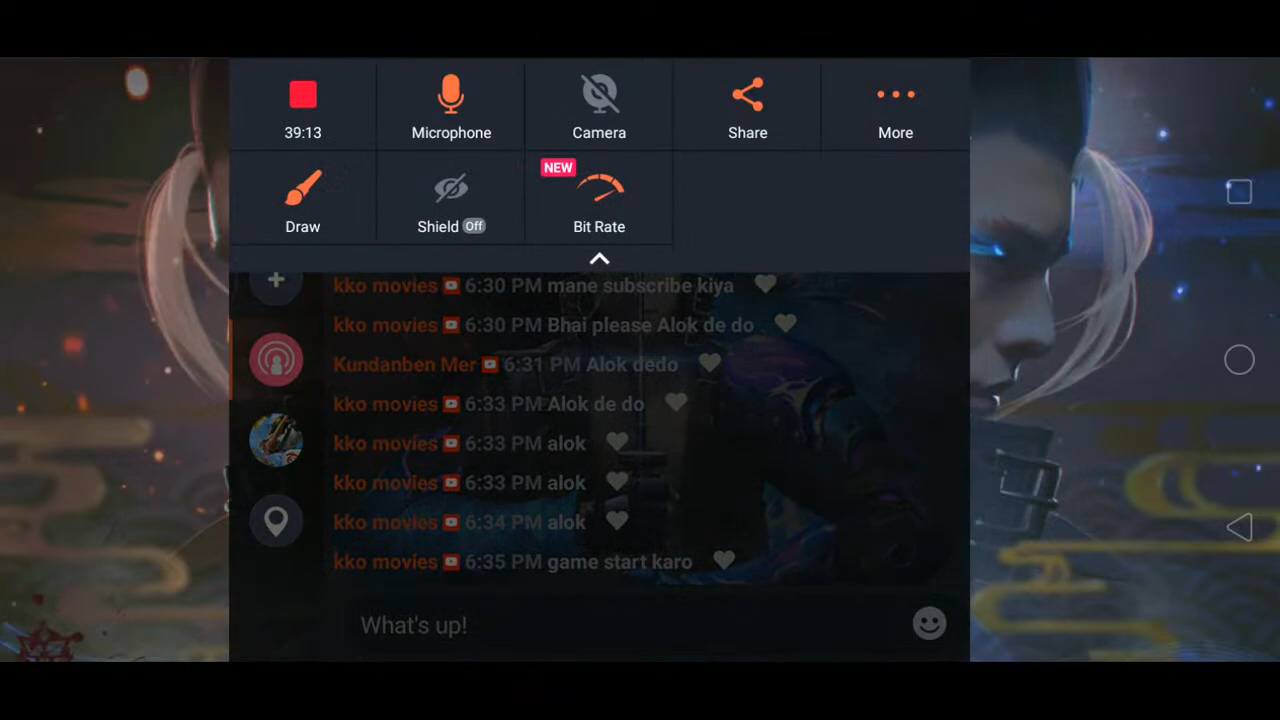 39:13
Microphone
Camera
Share
More
Draw
Shield Off
NEW
Bit Rate
kko movies 6:30 PM mane subscribe kiya
kko movies 6:30 PM Bhai please Alok de do
Kundanben Mer 6:31 PM Alok dedo
kko movies 6:33 PM Alok de do
kko movies 6:33 PM alok
kko movies 6:33 PM alok
kko movies 6:34 PM alok
kko movies 6:35 PM game start karo
What's up!